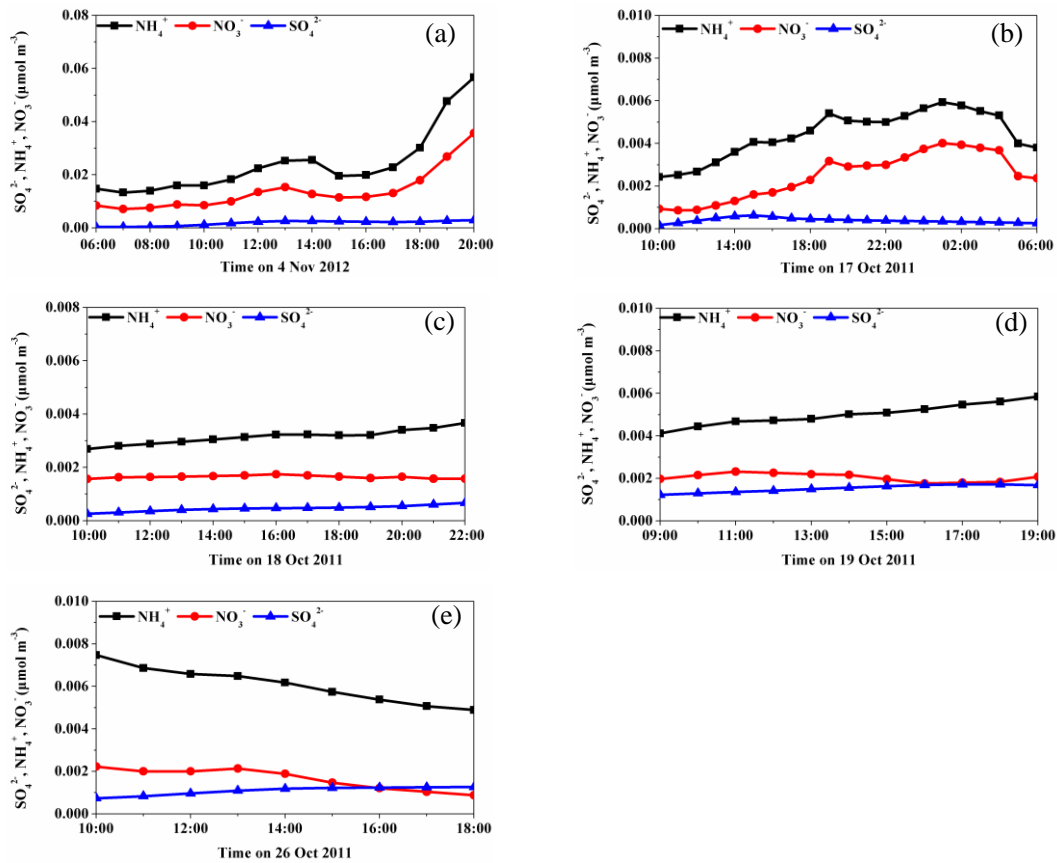 NH₄⁺ NO₃⁻ SO₄²⁻ (a)
SO₄²⁻, NH₄⁺, NO₃⁻ (μmol m⁻³)
0.08
0.06
0.04
0.02
0.00
06:00 08:00 10:00 12:00 14:00 16:00 18:00 20:00
Time on 4 Nov 2012
NH₄⁺ NO₃⁻ SO₄²⁻ (b)
SO₄²⁻, NH₄⁺, NO₃⁻ (μmol m⁻³)
0.010
0.008
0.006
0.004
0.002
0.000
10:00 14:00 18:00 22:00 02:00 06:00
Time on 17 Oct 2011
NH₄⁺ NO₃⁻ SO₄²⁻ (c)
SO₄²⁻, NH₄⁺, NO₃⁻ (μmol m⁻³)
0.008
0.006
0.004
0.002
0.000
10:00 12:00 14:00 16:00 18:00 20:00 22:00
Time on 18 Oct 2011
NH₄⁺ NO₃⁻ SO₄²⁻ (d)
SO₄²⁻, NH₄⁺, NO₃⁻ (μmol m⁻³)
0.010
0.008
0.006
0.004
0.002
0.000
09:00 11:00 13:00 15:00 17:00 19:00
Time on 19 Oct 2011
NH₄⁺ NO₃⁻ SO₄²⁻ (e)
SO₄²⁻, NH₄⁺, NO₃⁻ (μmol m⁻³)
0.010
0.008
0.006
0.004
0.002
0.000
10:00 12:00 14:00 16:00 18:00
Time on 26 Oct 2011